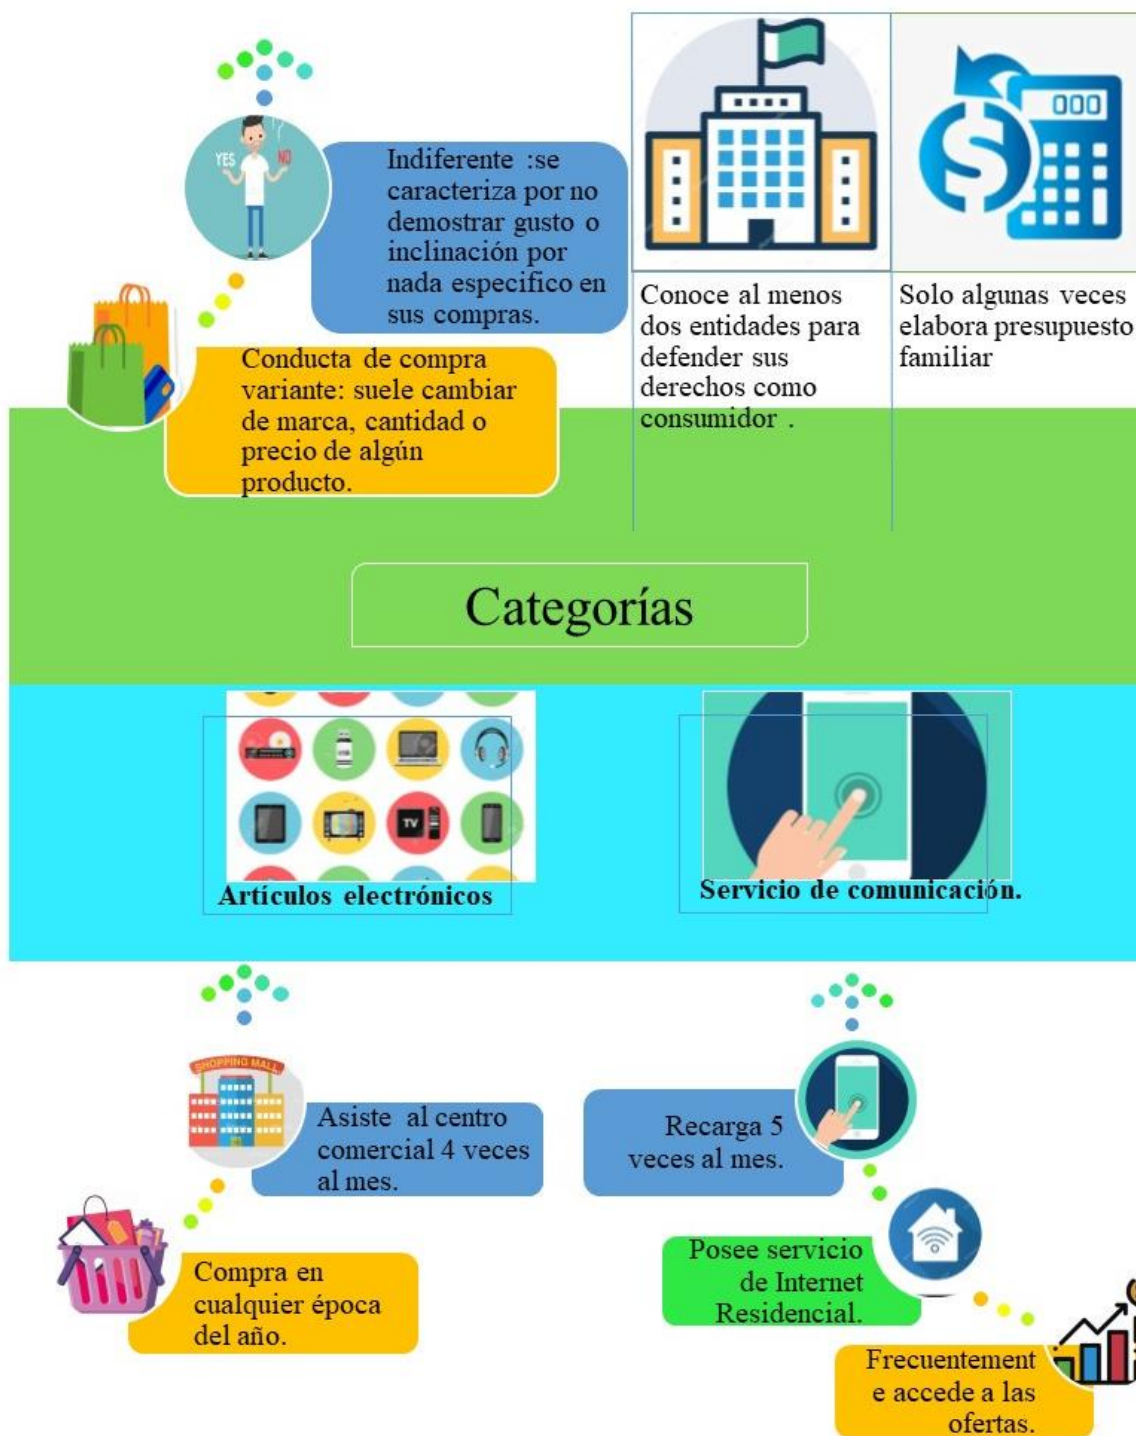 YES
NO
Indiferente :se
caracteriza por no
demostrar gusto o
inclinación por
nada especifico en
sus compras.
Conducta de compra
variante: suele cambiar
de marca, cantidad o
precio de algún
producto.
000
$
Conoce al menos
dos entidades para
defender sus
derechos como
consumidor .
Solo algunas veces
elabora presupuesto
familiar
Categorías
TV
Artículos electrónicos
Servicio de comunicación.
SHOPPING MALL
Asiste al centro
comercial 4 veces
al mes.
Compra en
cualquier época
del año.
Recarga 5
veces al mes.
Posee servicio
de Internet
Residencial.
Frecuentement
e accede a las
ofertas.